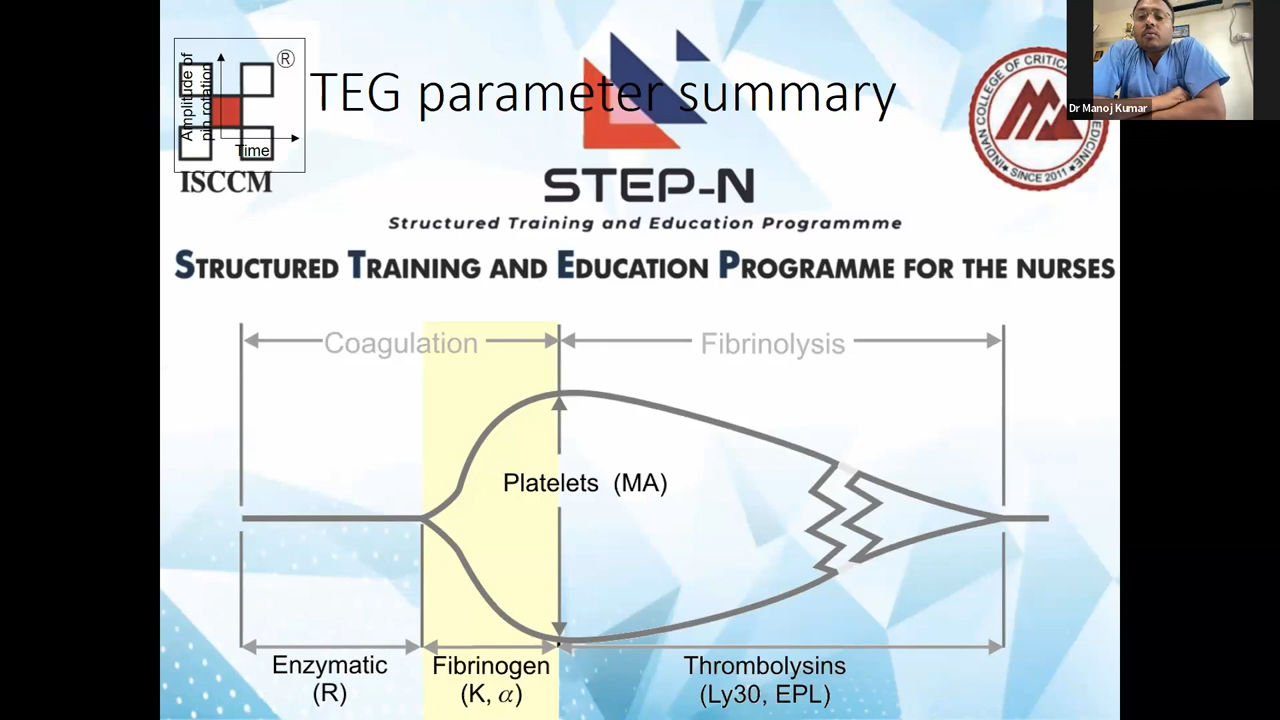 Amplitude of
pin rotation
Time
®
ISCCM
TEG parameter summary
STEP-N
Structured Training and Education Programmme
STRUCTURED TRAINING AND EDUCATION PROGRAMME FOR THE NURSES
INDIAN COLLEGE OF CRITICA
EDICINE
SINCE 2011
Dr Manoj Kumar
Coagulation
Fibrinolysis
Platelets (MA)
Enzymatic
(R)
Fibrinogen
(K, α)
Thrombolysins
(Ly30, EPL)